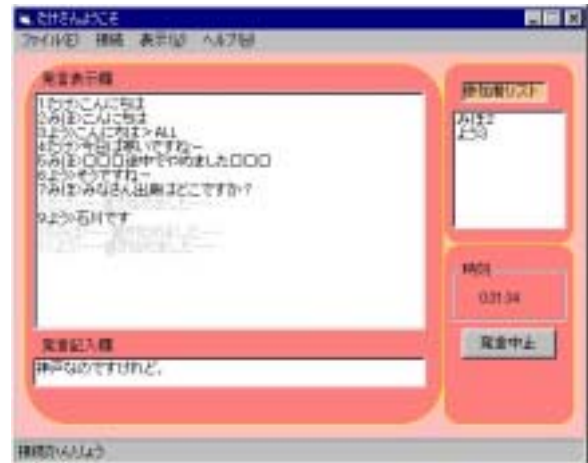 たけさんようこそ
ファイル(F) 接続 表示(V) ヘルプ(H)
発言表示欄
1たけ>こんにちは
2みほ>こんにちは
3よう>こんにちは>ALL
4たけ>今日は寒いですねー
5みほ>□□□途中でやめました□□□
6よう>そうですねー
7みほ>みなさん出身はどこですか?
9よう>石川です
発言記入欄
神戸なのですけれど、
参加者リスト
みほ2
よう3
時刻
0:31:34
発言中止
接続かんりょう